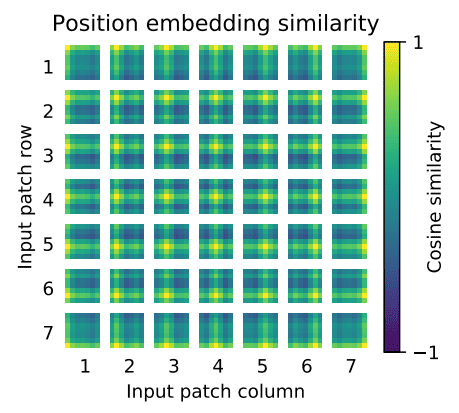 Position embedding similarity
Input patch row
1
2
3
4
5
6
7
1 2 3 4 5 6 7
Input patch column
1
−1
Cosine similarity